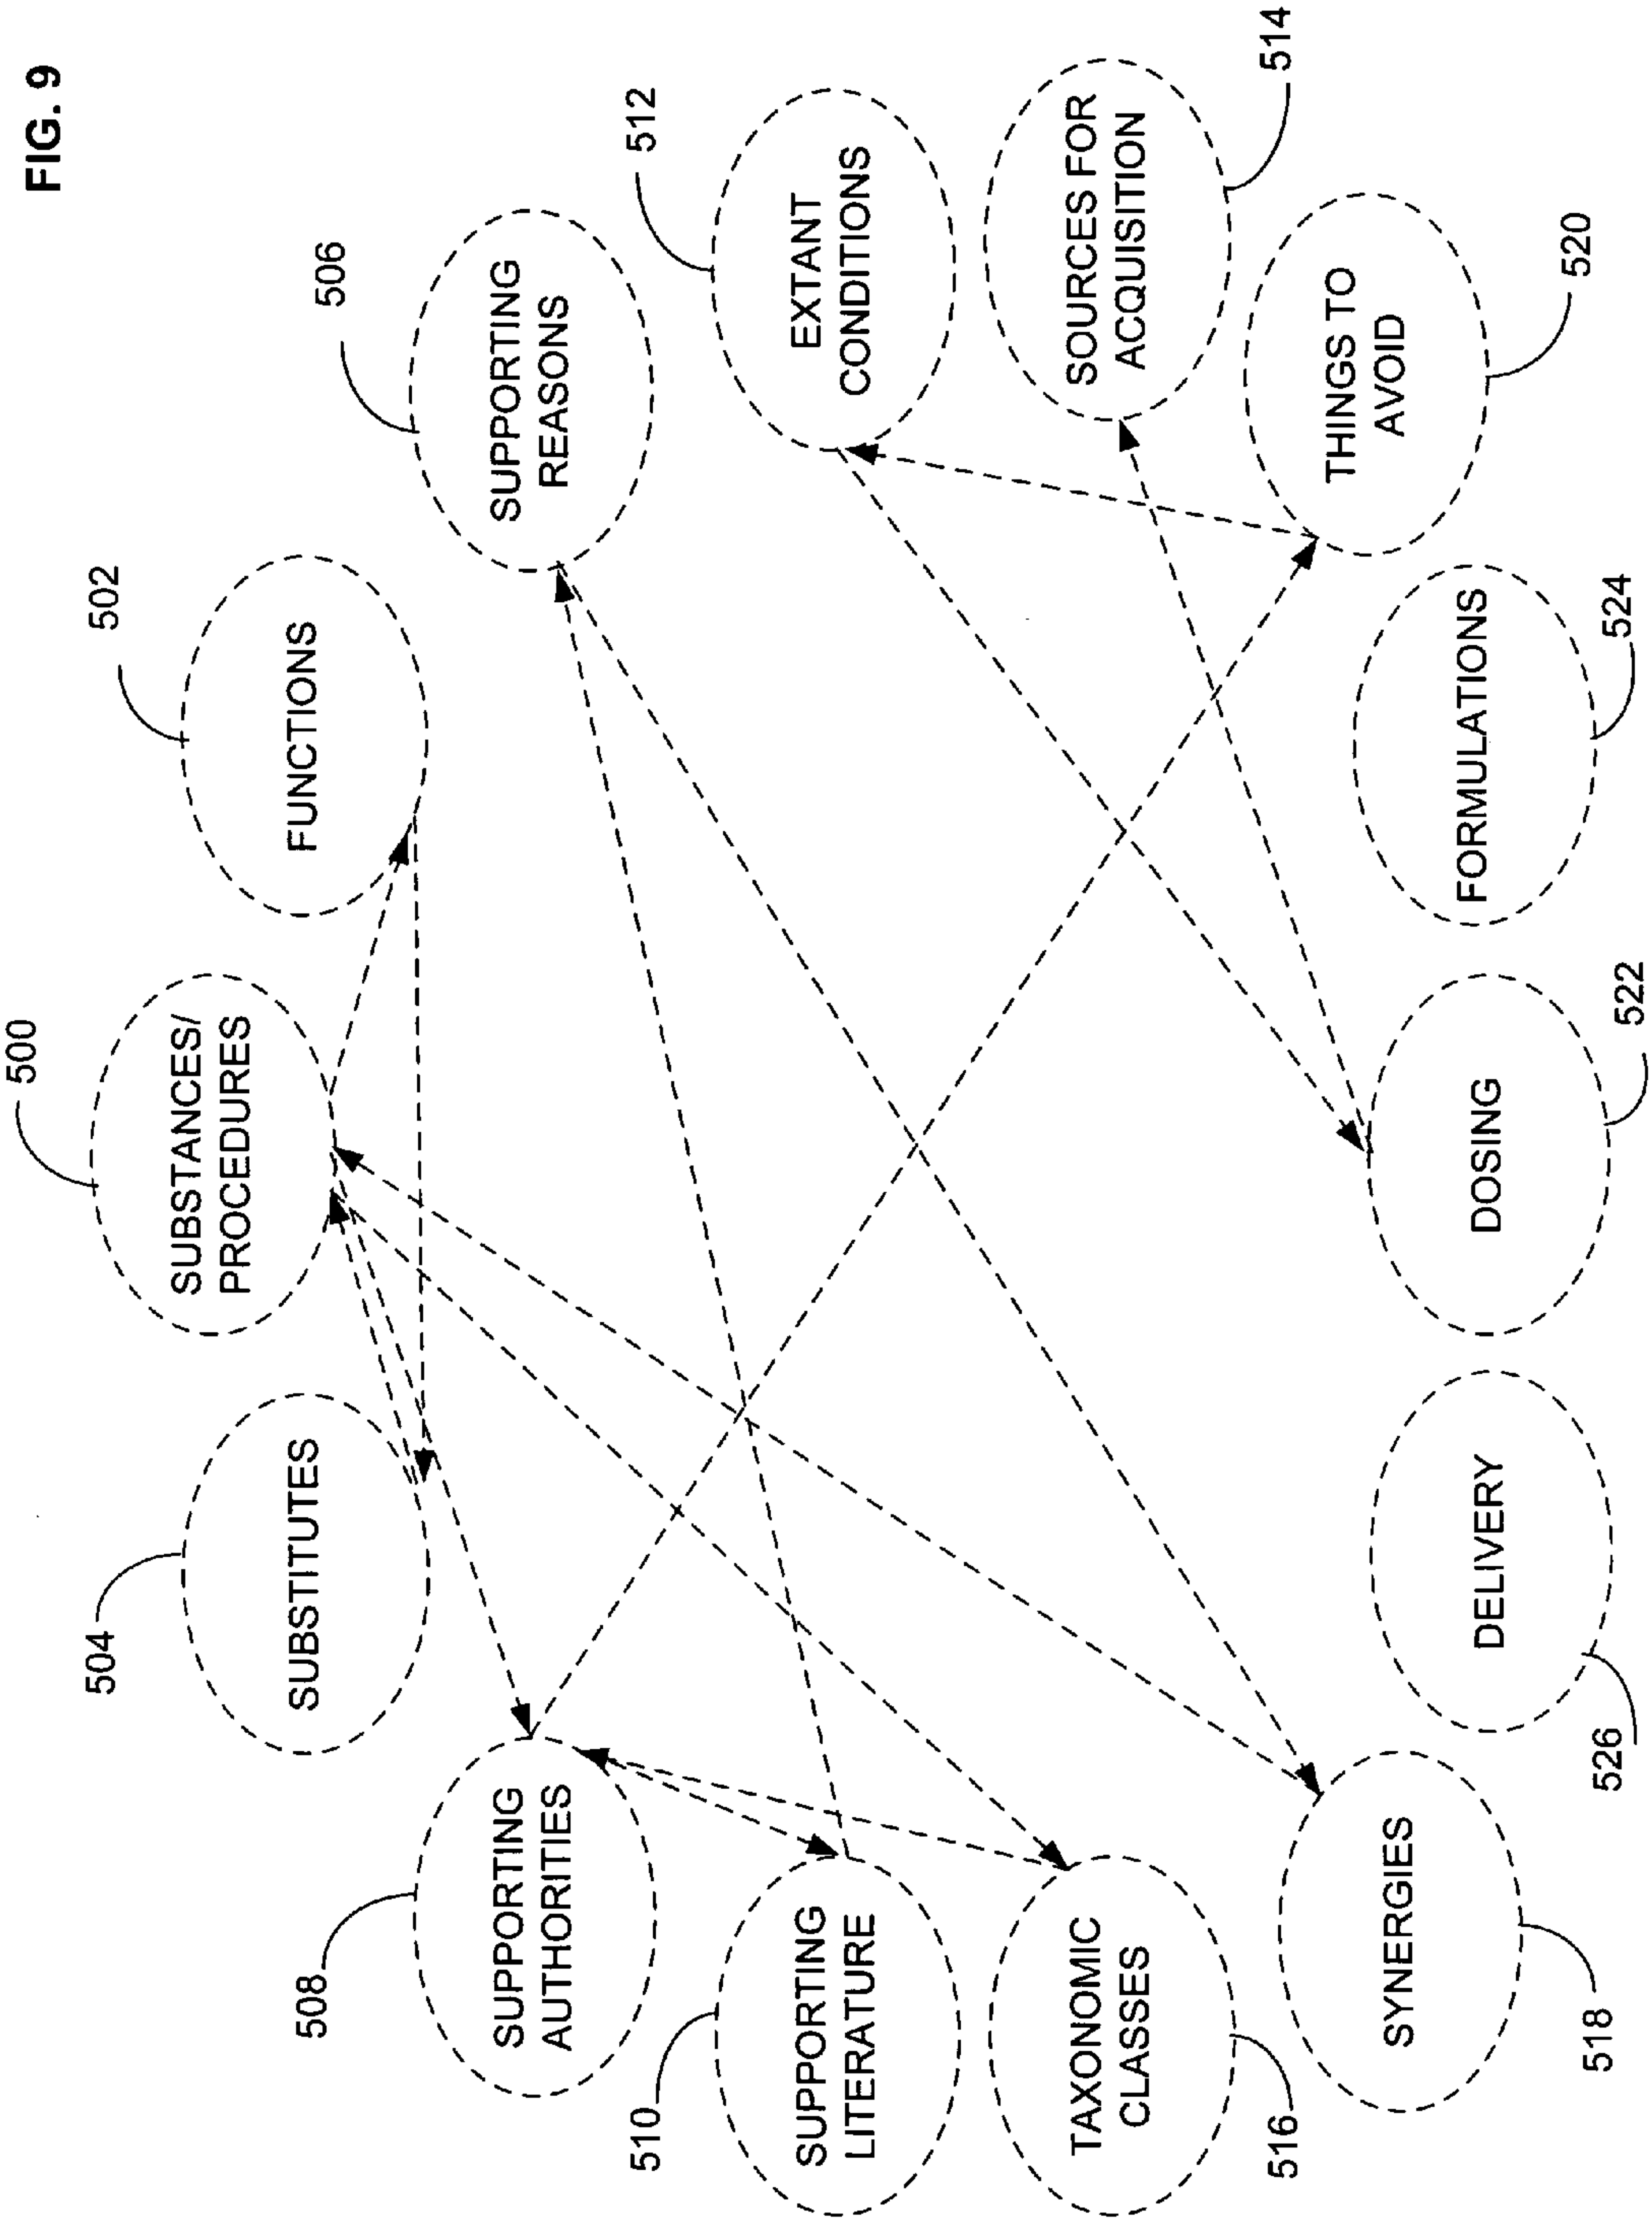 FIG. 9
500
SUBSTANCES/
PROCEDURES
502
FUNCTIONS
504
SUBSTITUTES
506
SUPPORTING
REASONS
508
SUPPORTING
AUTHORITIES
510
SUPPORTING
LITERATURE
512
EXTANT
CONDITIONS
514
SOURCES FOR
ACQUISITION
516
TAXONOMIC
CLASSES
518
SYNERGIES
520
THINGS TO
AVOID
522
DOSING
524
FORMULATIONS
526
DELIVERY